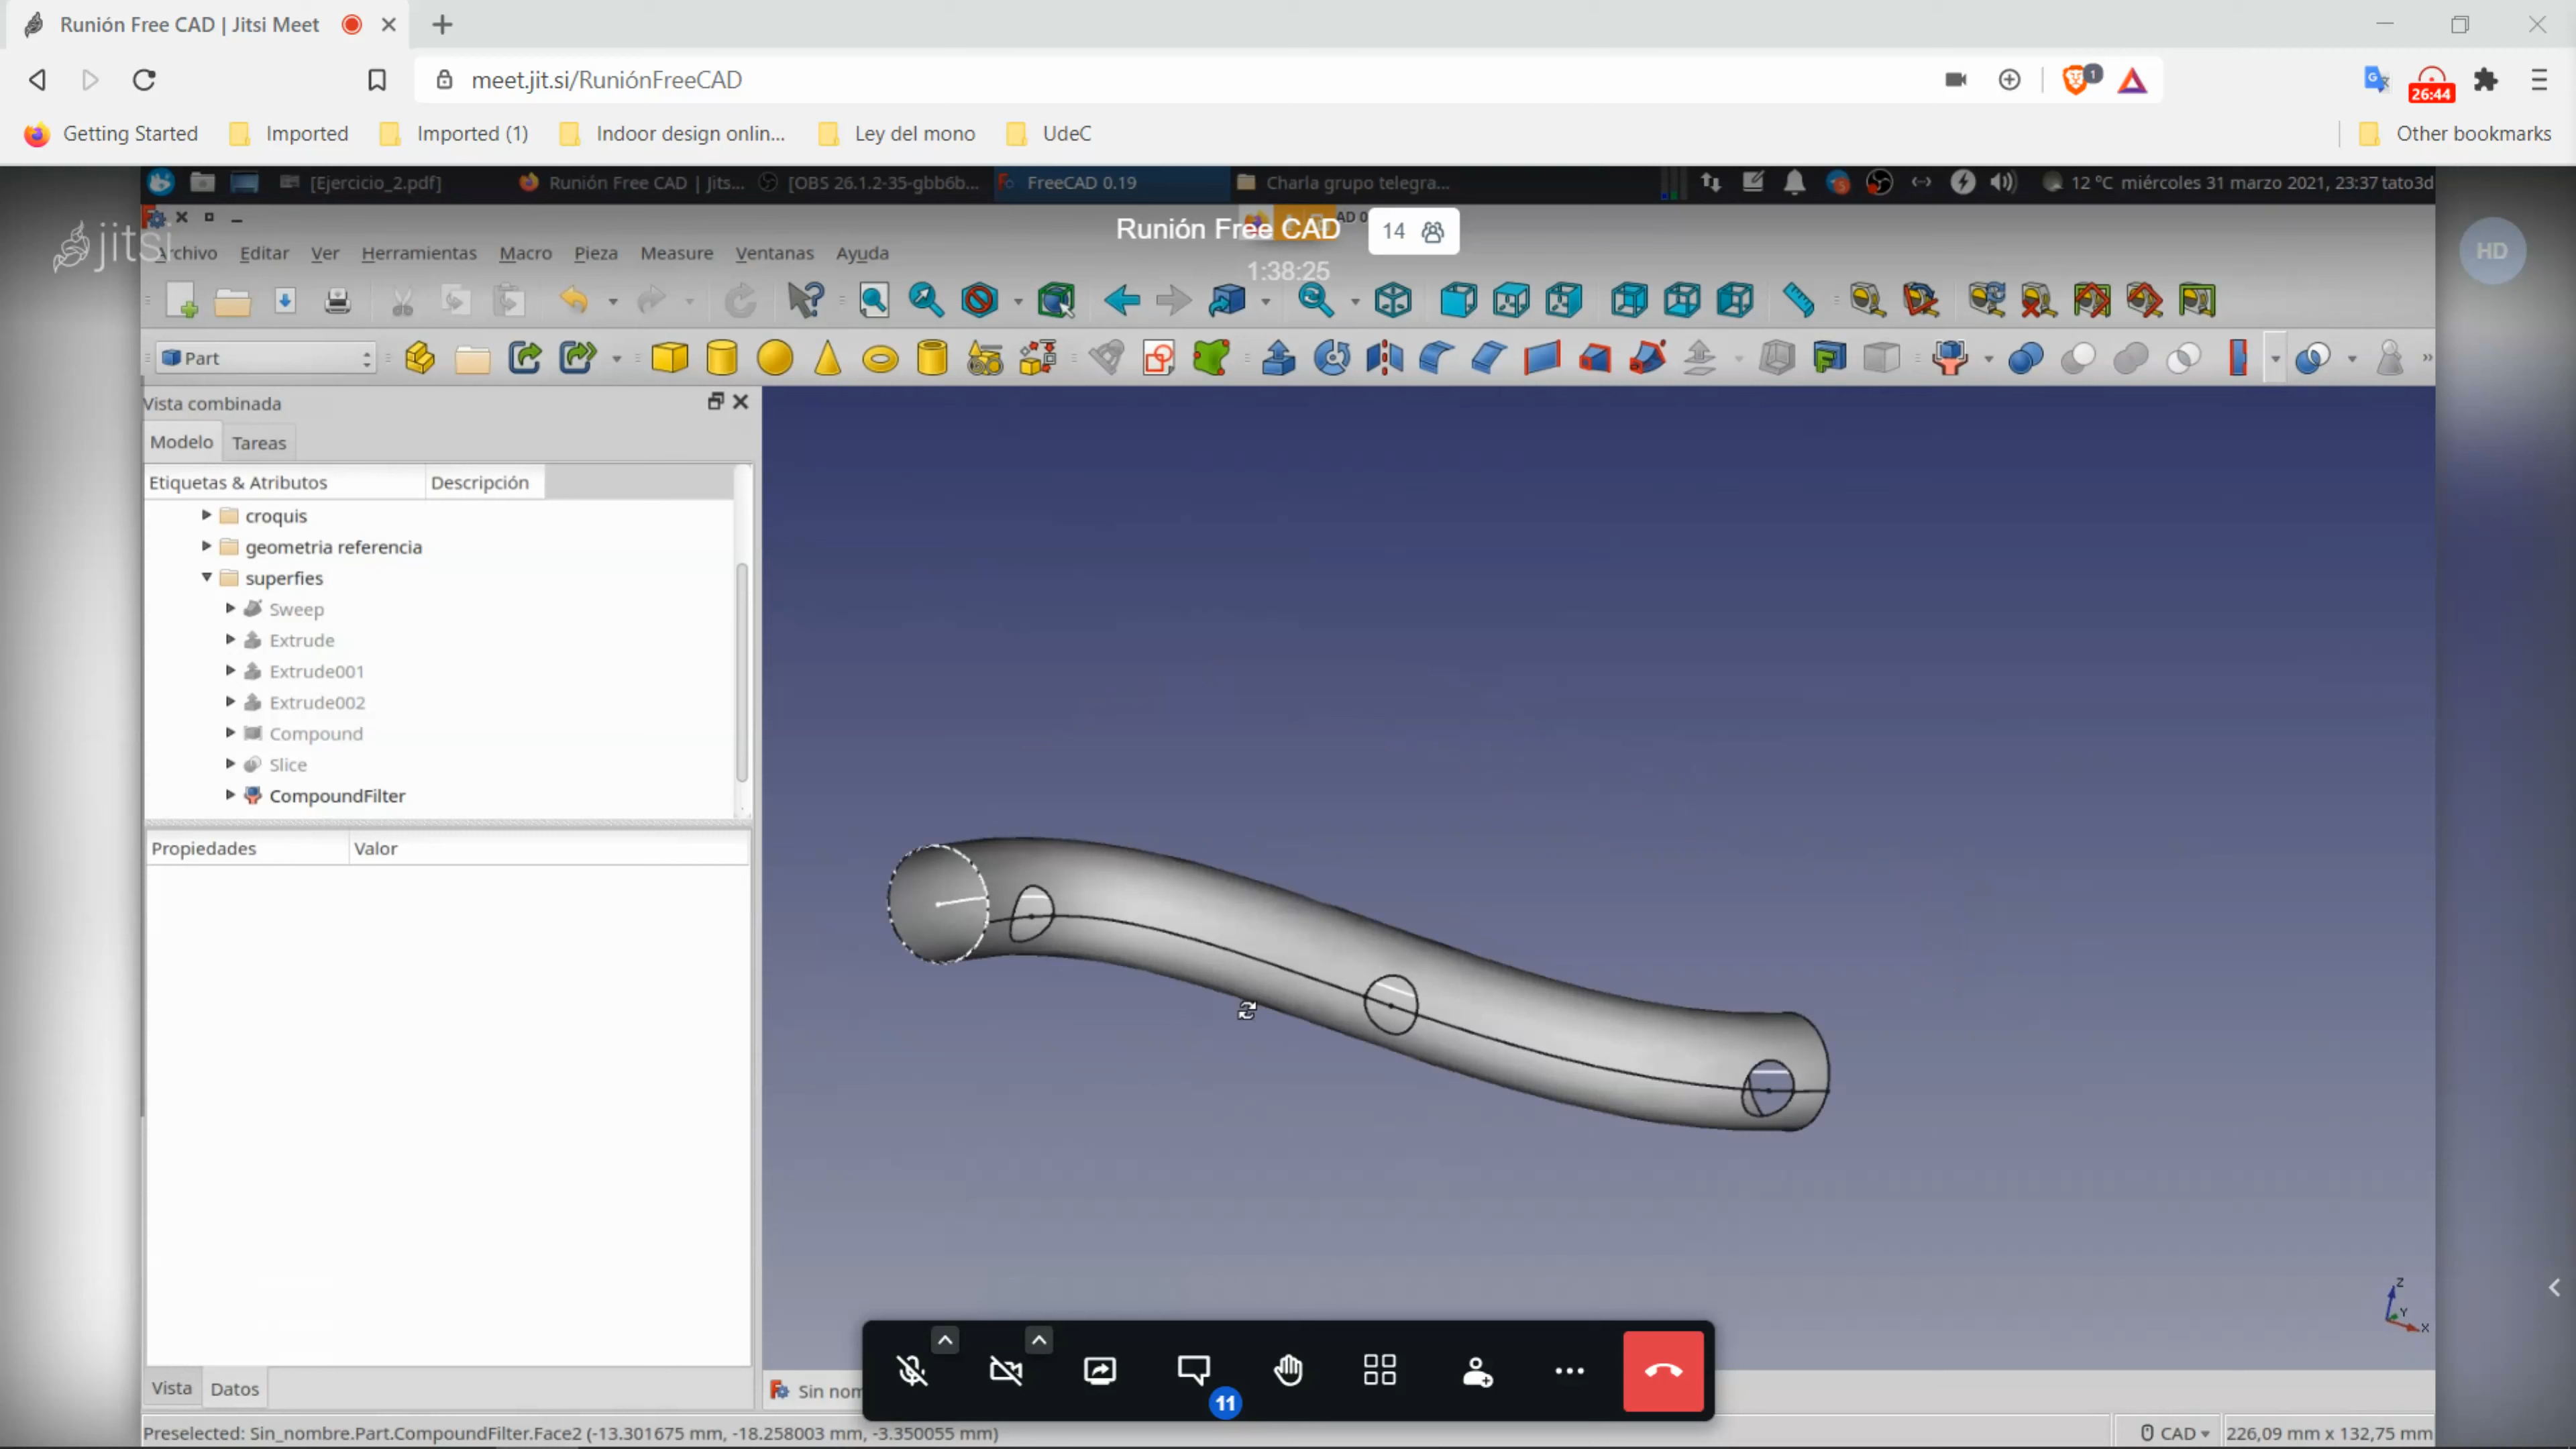 Runión Free CAD | Jitsi Meet
meet.jit.si/RuniónFreeCAD
1
26:44
Getting Started
Imported
Imported (1)
Indoor design onlin...
Ley del mono
UdeC
Other bookmarks
[Ejercicio_2.pdf]
Runión Free CAD | Jits...
[OBS 26.1.2-35-gbb6b...
FreeCAD 0.19
Charla grupo telegra...
12 °C miércoles 31 marzo 2021, 23:37 tato3d
jitsi
Runión Free CAD
14
HD
Archivo
Editar
Ver
Herramientas
Macro
Pieza
Measure
Ventanas
Ayuda
1:38:25
Part
Vista combinada
Modelo
Tareas
Etiquetas & Atributos
Descripción
croquis
geometria referencia
superfies
Sweep
Extrude
Extrude001
Extrude002
Compound
Slice
CompoundFilter
Propiedades
Valor
Z
Y
X
Vista
Datos
Sin nom
11
Preselected: Sin_nombre.Part.CompoundFilter.Face2 (-13.301675 mm, -18.258003 mm, -3.350055 mm)
CAD
226,09 mm x 132,75 mm